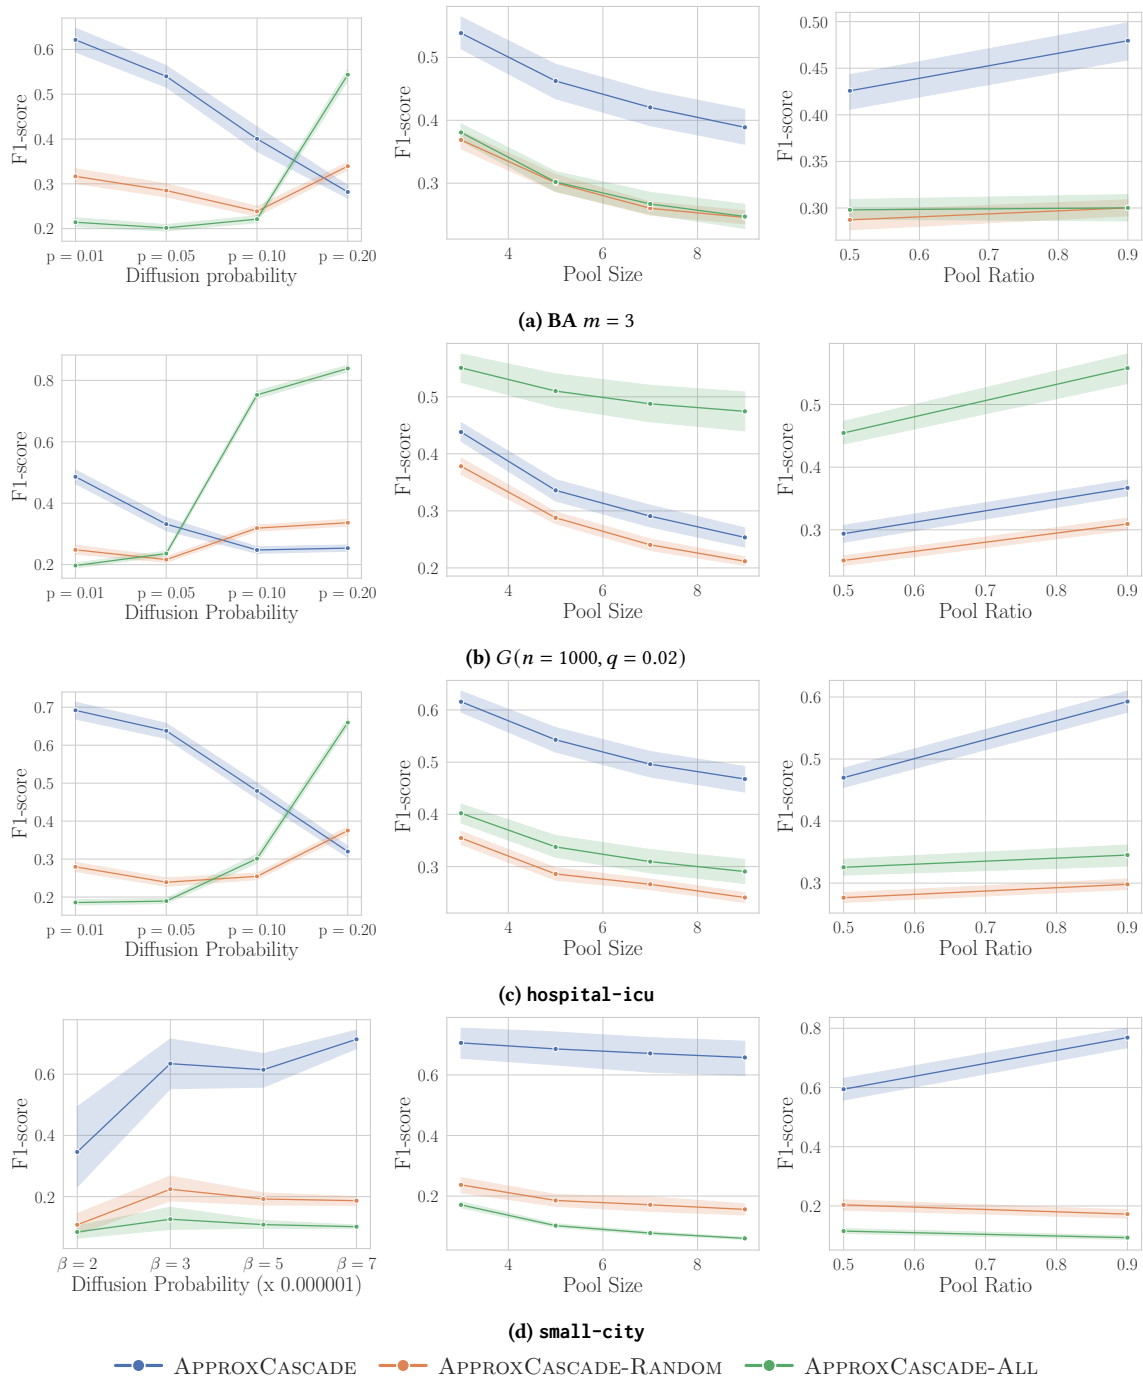 F1-score
0.6
0.5
0.4
0.3
0.2
p = 0.01 p = 0.05 p = 0.10 p = 0.20
Diffusion probability
F1-score
0.5
0.4
0.3
4 6 8
Pool Size
F1-score
0.50
0.45
0.40
0.35
0.30
0.5 0.6 0.7 0.8 0.9
Pool Ratio
(a) BA m = 3
F1-score
0.8
0.6
0.4
0.2
p = 0.01 p = 0.05 p = 0.10 p = 0.20
Diffusion Probability
F1-score
0.5
0.4
0.3
0.2
4 6 8
Pool Size
F1-score
0.5
0.4
0.3
0.5 0.6 0.7 0.8 0.9
Pool Ratio
(b) G(n = 1000, q = 0.02)
F1-score
0.7
0.6
0.5
0.4
0.3
0.2
p = 0.01 p = 0.05 p = 0.10 p = 0.20
Diffusion Probability
F1-score
0.6
0.5
0.4
0.3
4 6 8
Pool Size
F1-score
0.6
0.5
0.4
0.3
0.5 0.6 0.7 0.8 0.9
Pool Ratio
(c) hospital-icu
F1-score
0.6
0.4
0.2
β = 2 β = 3 β = 5 β = 7
Diffusion Probability (x 0.000001)
F1-score
0.6
0.4
0.2
4 6 8
Pool Size
F1-score
0.8
0.6
0.4
0.2
0.5 0.6 0.7 0.8 0.9
Pool Ratio
(d) small-city
APPROXCASCADE APPROXCASCADE-RANDOM APPROXCASCADE-ALL